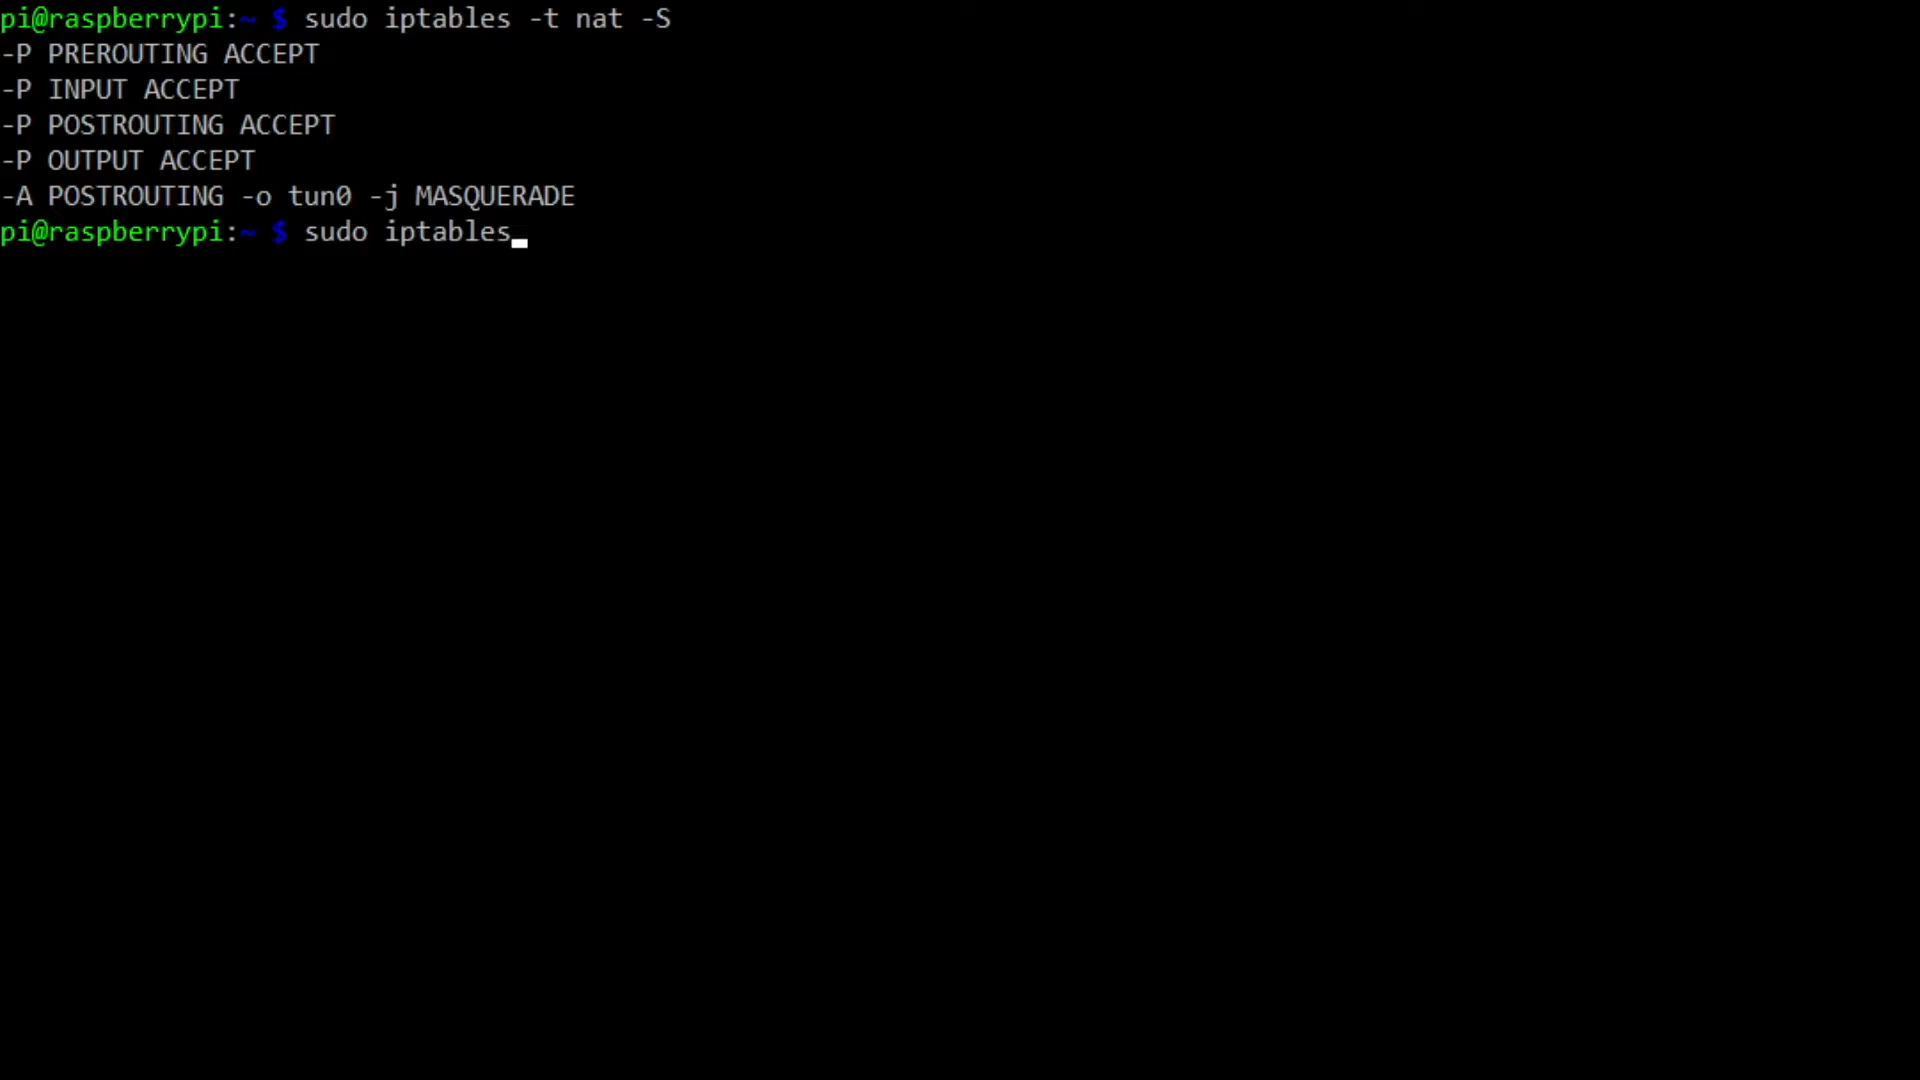 pi@raspberrypi:~ $ sudo iptables -t nat -S
-P PREROUTING ACCEPT
-P INPUT ACCEPT
-P POSTROUTING ACCEPT
-P OUTPUT ACCEPT
-A POSTROUTING -o tun0 -j MASQUERADE
pi@raspberrypi:~ $ sudo iptables